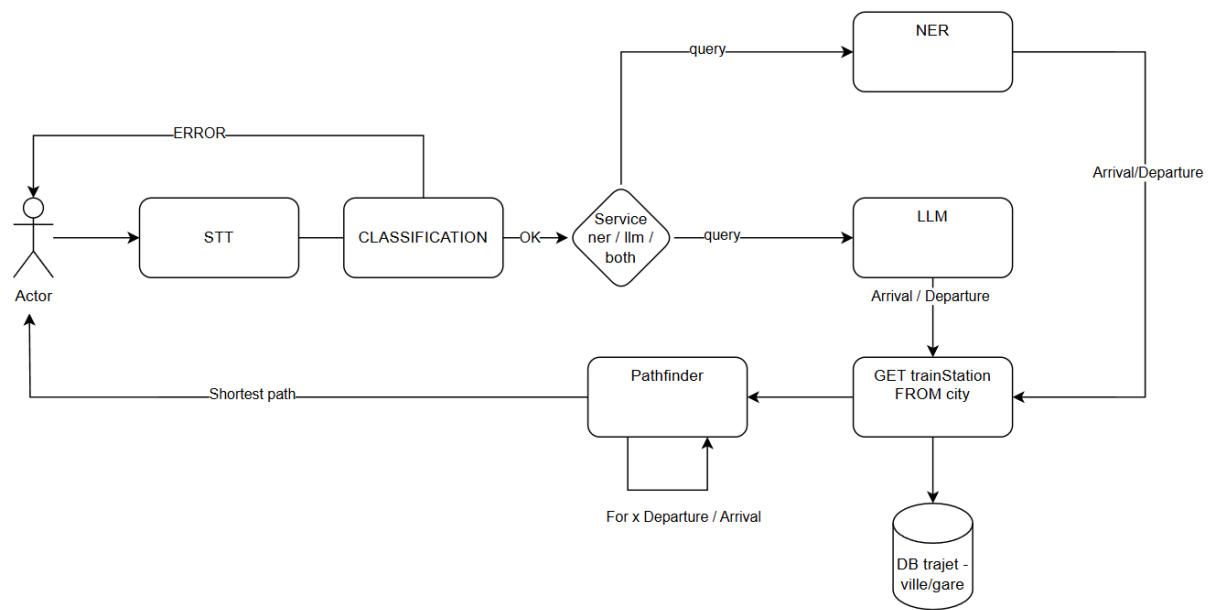 NER
query
ERROR
Arrival/Departure
STT
CLASSIFICATION
OK
Service
ner / llm /
both
query
LLM
Actor
Arrival / Departure
Pathfinder
GET trainStation
FROM city
Shortest path
For x Departure / Arrival
DB trajet -
ville/gare